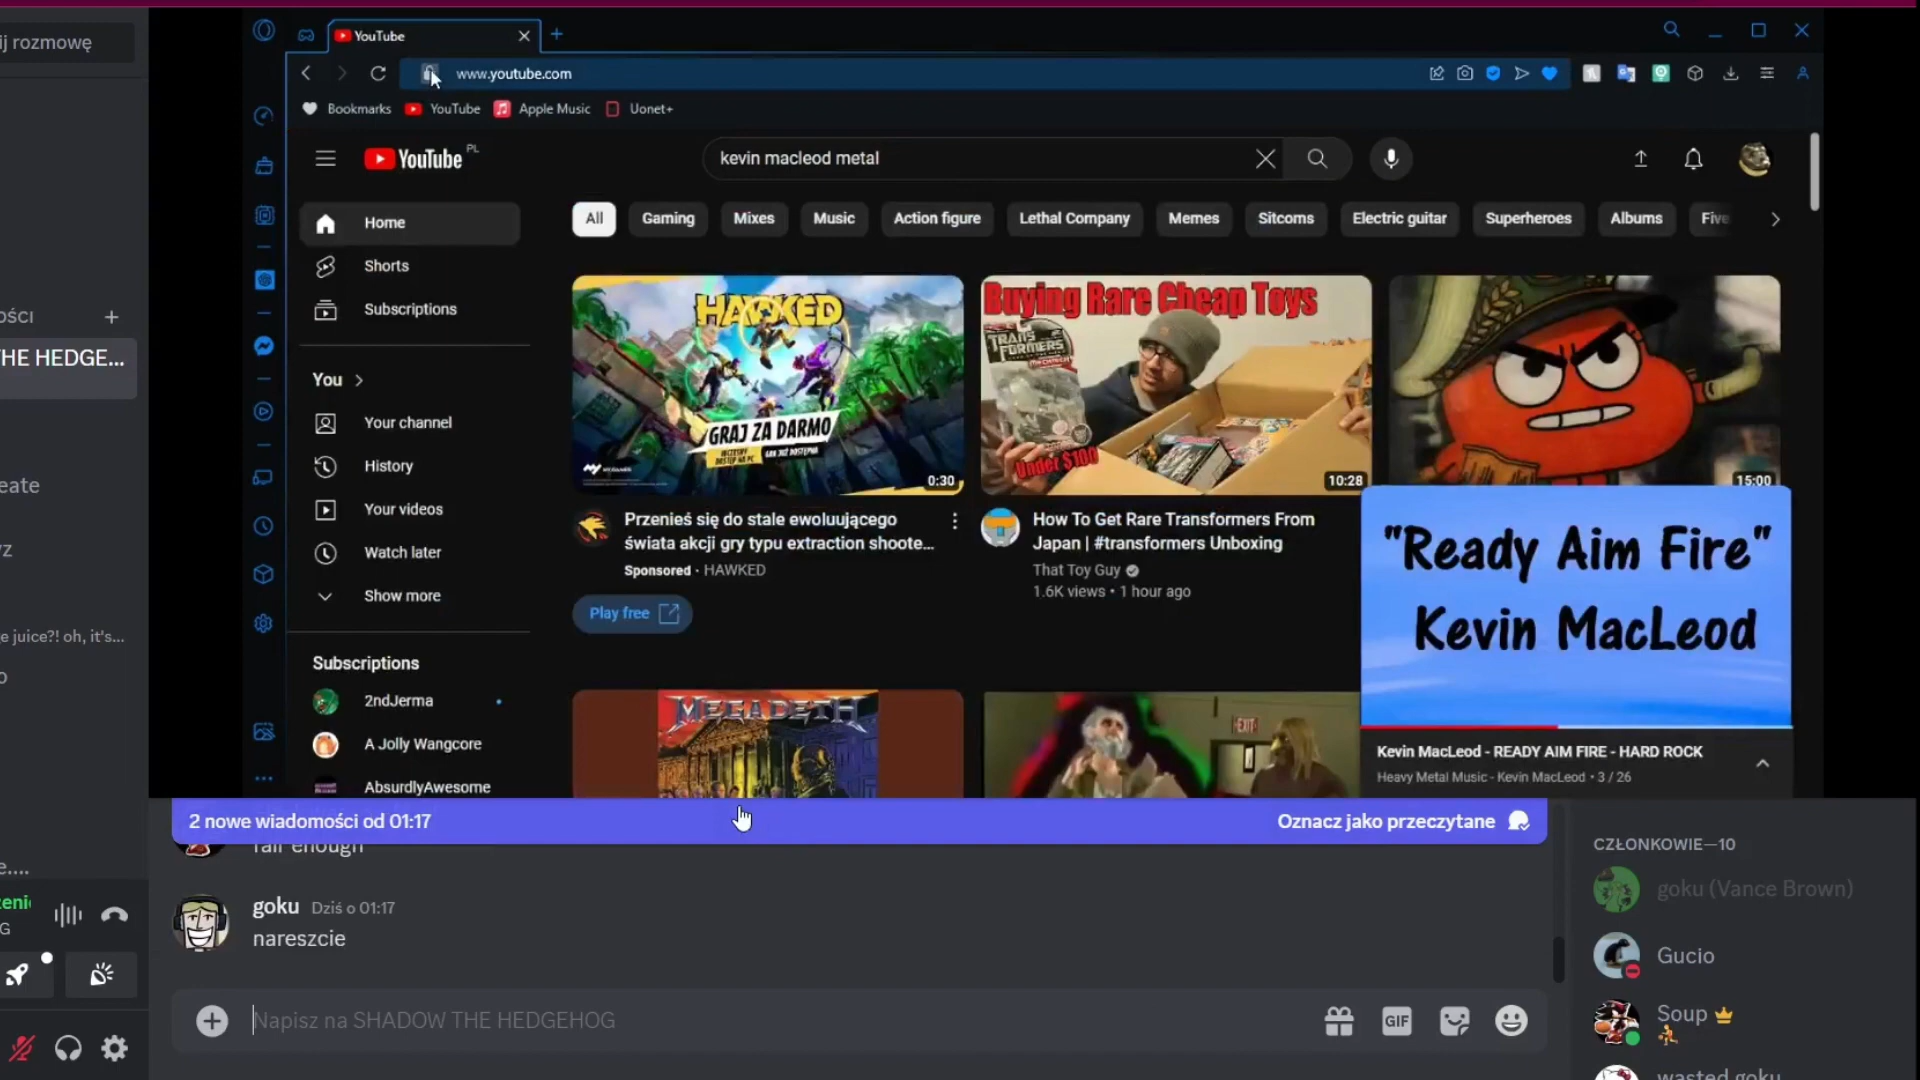 ij rozmowę
YouTube
www.youtube.com
Bookmarks YouTube Apple Music Uonet+
YouTube PL
kevin macleod metal
All Gaming Mixes Music Action figure Lethal Company Memes Sitcoms Electric guitar Superheroes Albums Five
Home
Shorts
Subscriptions
You
Your channel
History
Your videos
Watch later
Show more
Subscriptions
2ndJerma
A Jolly Wangcore
AbsurdlyAwesome
HAWKED
GRAJ ZA DARMO
0:30
Przenieś się do stale ewoluującego
świata akcji gry typu extraction shoote...
Sponsored · HAWKED
Play free
Buying Rare Cheap Toys
TRANSFORMERS
Under $100
10:28
How To Get Rare Transformers From
Japan | #transformers Unboxing
That Toy Guy
1.6K views • 1 hour ago
15:00
MEGADETH
EXIT
"Ready Aim Fire"
Kevin MacLeod
Kevin MacLeod - READY AIM FIRE - HARD ROCK
Heavy Metal Music - Kevin MacLeod • 3 / 26
ości +
THE HEDGE...
eate
yz
e juice?! oh, it's...
o
e....
zeni
G
2 nowe wiadomości od 01:17
Oznacz jako przeczytane
fair enough
goku Dziś o 01:17
nareszcie
Napisz na SHADOW THE HEDGEHOG
GIF
CZŁONKOWIE—10
goku (Vance Brown)
Gucio
Soup
wasted goku